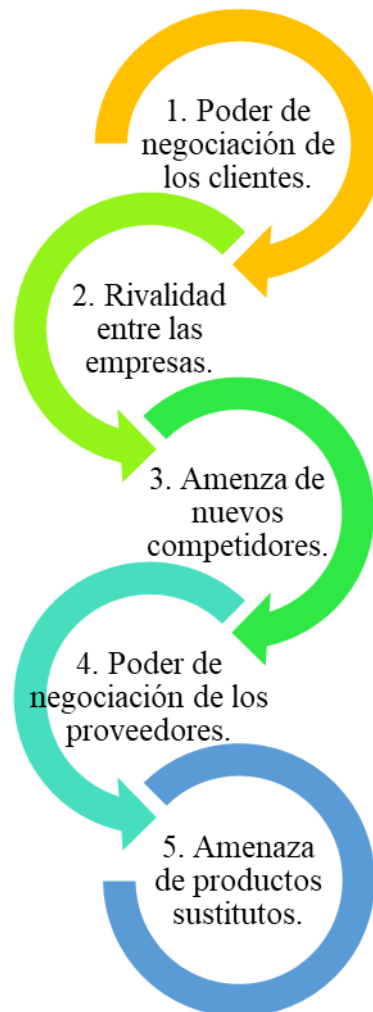 1. Poder de
negociación de
los clientes.
2. Rivalidad
entre las
empresas.
3. Amenza de
nuevos
competidores.
4. Poder de
negociación de los
proveedores.
5. Amenaza
de productos
sustitutos.